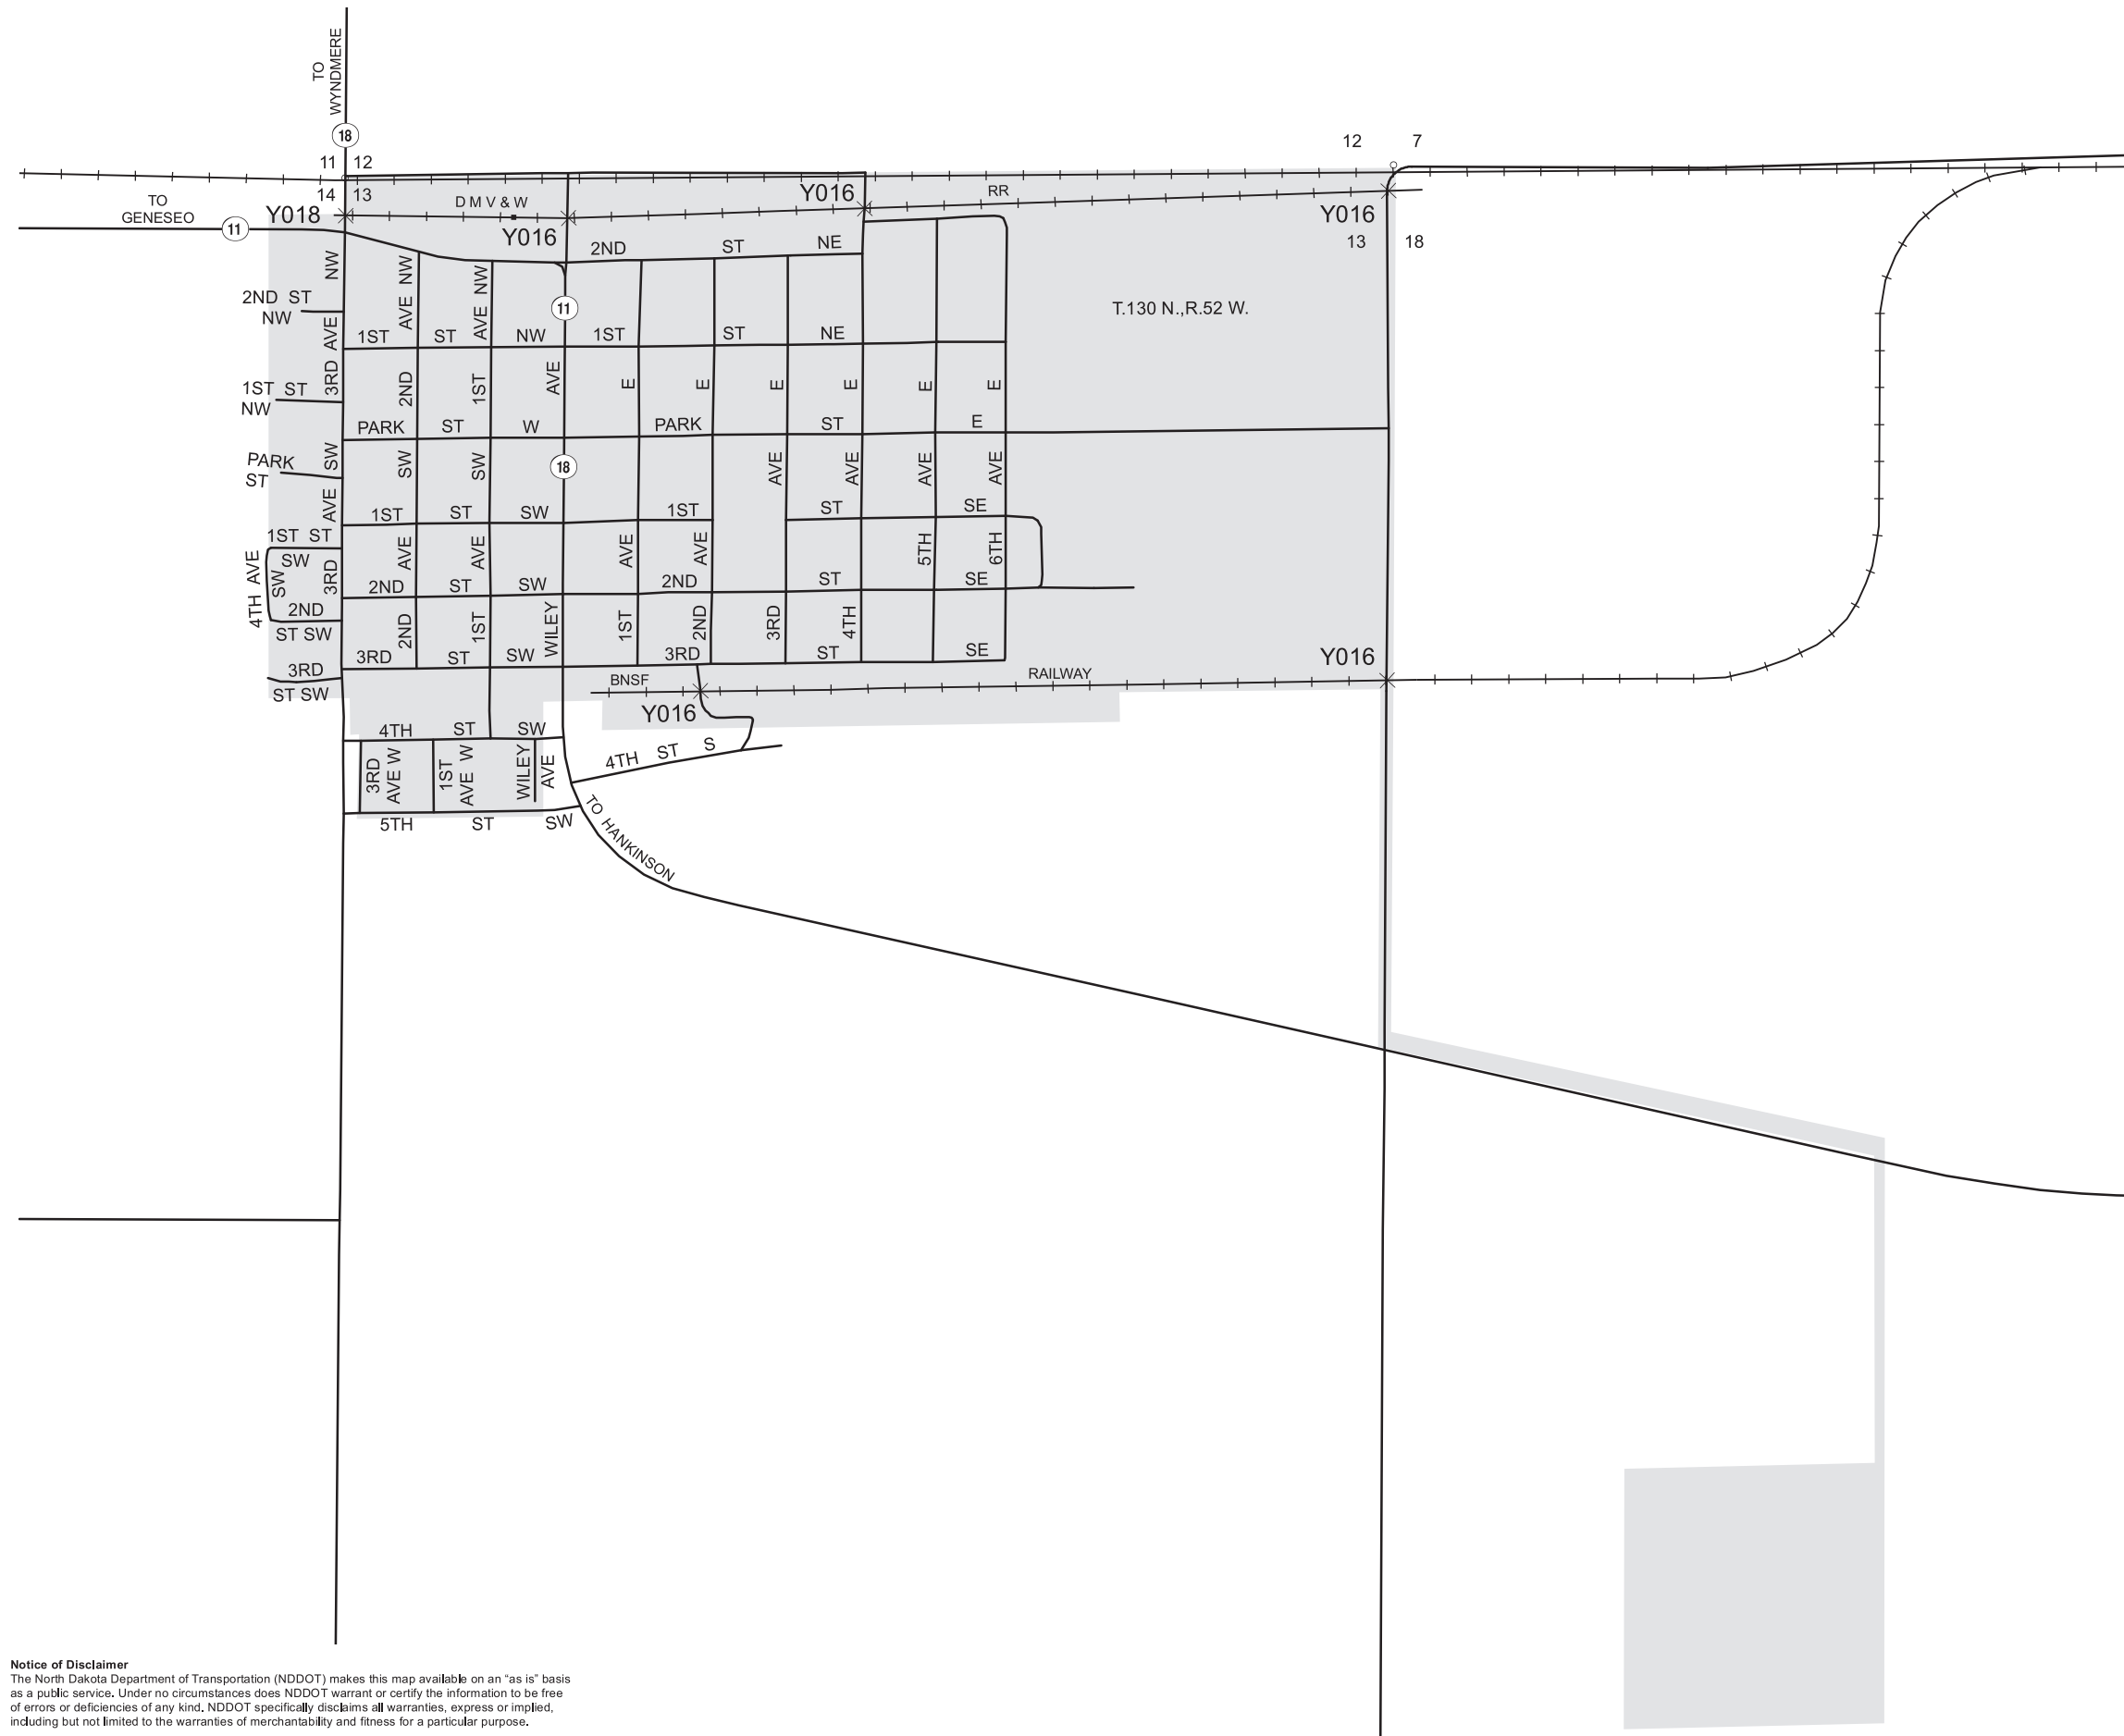 TO
WYNDMERE
18
12 7
11 12
14 13
TO
GENESEO
11
Y018
D M V & W
Y016
Y016
RR
Y016
13 18
2ND ST NE
NW
AVE NW
AVE NW
2ND ST
NW
11
T.130 N.,R.52 W.
AVE
1ST ST NW 1ST ST NE
3RD
2ND
1ST
AVE
E E E E E E
1ST ST
NW
PARK ST W PARK ST E
SW
SW
SW
18
AVE AVE AVE AVE
PARK
ST
AVE
1ST ST SW 1ST ST SE
1ST ST
SW
4TH AVE
SW
3RD
AVE
AVE
AVE
AVE
5TH
6TH
2ND ST SW 2ND ST SE
2ND
ST SW
2ND
1ST
WILEY
1ST
2ND
3RD
4TH
3RD ST SW 3RD ST SE
3RD
ST SW
BNSF RAILWAY
Y016
Y016
4TH ST SW
4TH ST S
3RD
AVE W
1ST
AVE W
WILEY
AVE
5TH ST SW
TO HANKINSON
Notice of Disclaimer
The North Dakota Department of Transportation (NDDOT) makes this map available on an “as is” basis
as a public service. Under no circumstances does NDDOT warrant or certify the information to be free
of errors or deficiencies of any kind. NDDOT specifically disclaims all warranties, express or implied,
including but not limited to the warranties of merchantability and fitness for a particular purpose.